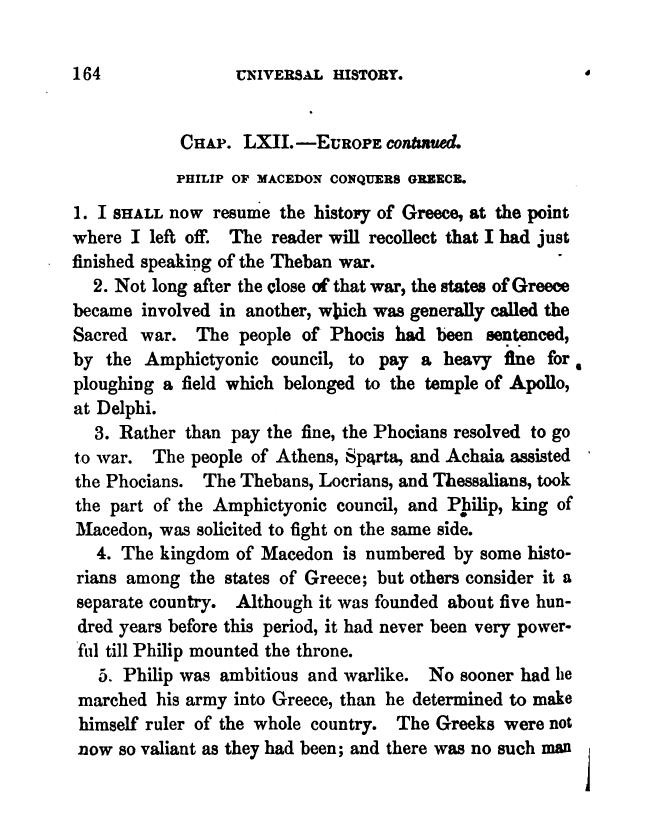 164 UNIVERSAL HISTORY.
CHAP. LXII.—EUROPE continued.
PHILIP OF MACEDON CONQUERS GREECE.
1. I SHALL now resume the history of Greece, at the point
where I left off. The reader will recollect that I had just
finished speaking of the Theban war.
2. Not long after the close of that war, the states of Greece
became involved in another, which was generally called the
Sacred war. The people of Phocis had been sentenced,
by the Amphictyonic council, to pay a heavy fine for
ploughing a field which belonged to the temple of Apollo,
at Delphi.
3. Rather than pay the fine, the Phocians resolved to go
to war. The people of Athens, Sparta, and Achaia assisted
the Phocians. The Thebans, Locrians, and Thessalians, took
the part of the Amphictyonic council, and Philip, king of
Macedon, was solicited to fight on the same side.
4. The kingdom of Macedon is numbered by some histo-
rians among the states of Greece; but others consider it a
separate country. Although it was founded about five hun-
dred years before this period, it had never been very power-
ful till Philip mounted the throne.
5. Philip was ambitious and warlike. No sooner had he
marched his army into Greece, than he determined to make
himself ruler of the whole country. The Greeks were not
now so valiant as they had been; and there was no such man